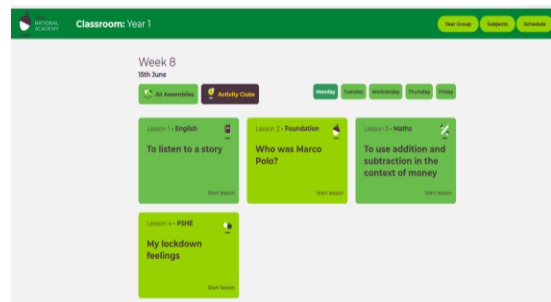 NATIONAL
ACADEMY
Classroom: Year 1
Year Group
Subjects
Schedule
Week 8
15th June
All Assemblies
Activity Clubs
Monday
Tuesday
Wednesday
Thursday
Friday
Lesson 1 - English
To listen to a story
Start lesson
Lesson 2 - Foundation
Who was Marco
Polo?
Start lesson
Lesson 3 - Maths
To use addition and
subtraction in the
context of money
Start lesson
Lesson 4 - PSHE
My lockdown
feelings
Start lesson